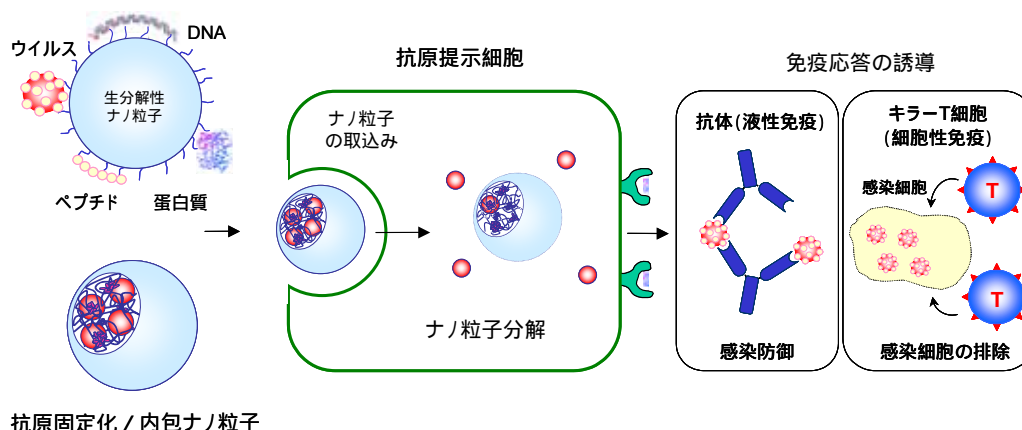 ウイルス
DNA
生分解性
ナノ粒子
ペプチド
蛋白質
抗原固定化 / 内包ナノ粒子
抗原提示細胞
ナノ粒子
の取込み
ナノ粒子分解
免疫応答の誘導
抗体(液性免疫)
感染防御
キラーT細胞
(細胞性免疫)
感染細胞
T
T
感染細胞の排除